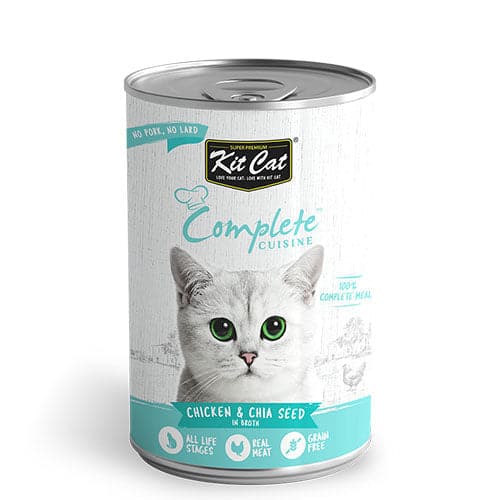 NO PORK, NO LARD
SUPER PREMIUM
Kit Cat
LOVE YOUR CAT, LOVE WITH KIT CAT
Complete™
CUISINE
100%
COMPLETE MEAL
CHICKEN & CHIA SEED
IN BROTH
ALL LIFE
STAGES
REAL
MEAT
GRAIN
FREE